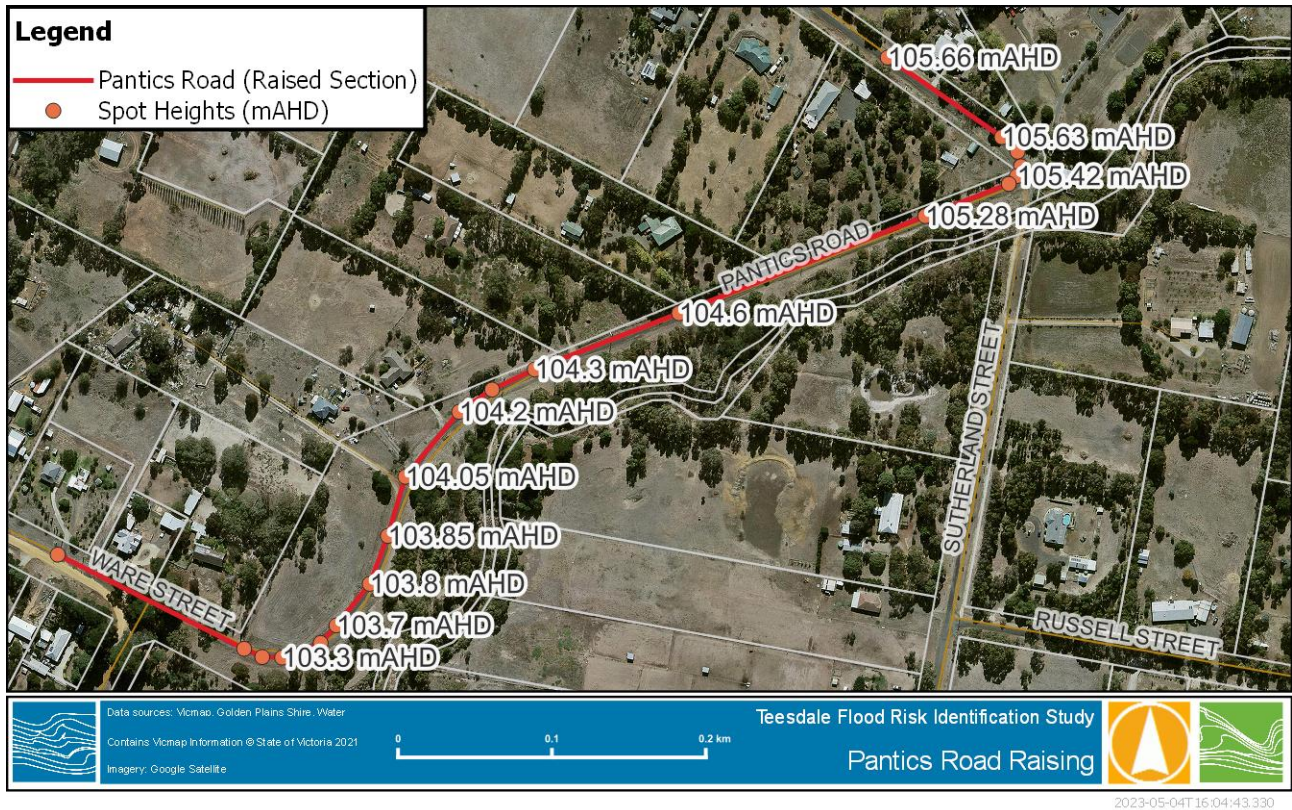 Legend
Pantics Road (Raised Section)
Spot Heights (mAHD)
105.66 mAHD
105.63 mAHD
105.42 mAHD
105.28 mAHD
PANTICS ROAD
104.6 mAHD
104.3 mAHD
104.2 mAHD
104.05 mAHD
103.85 mAHD
103.8 mAHD
103.7 mAHD
103.3 mAHD
WARE STREET
SUTHERLAND STREET
RUSSELL STREET
Data sources: Vicmap. Golden Plains Shire. Water
Contains Vicmap Information © State of Victoria 2021
Imagery: Google Satellite
0 0.1 0.2 km
Teesdale Flood Risk Identification Study
Pantics Road Raising
2023-05-04T16:04:43.330